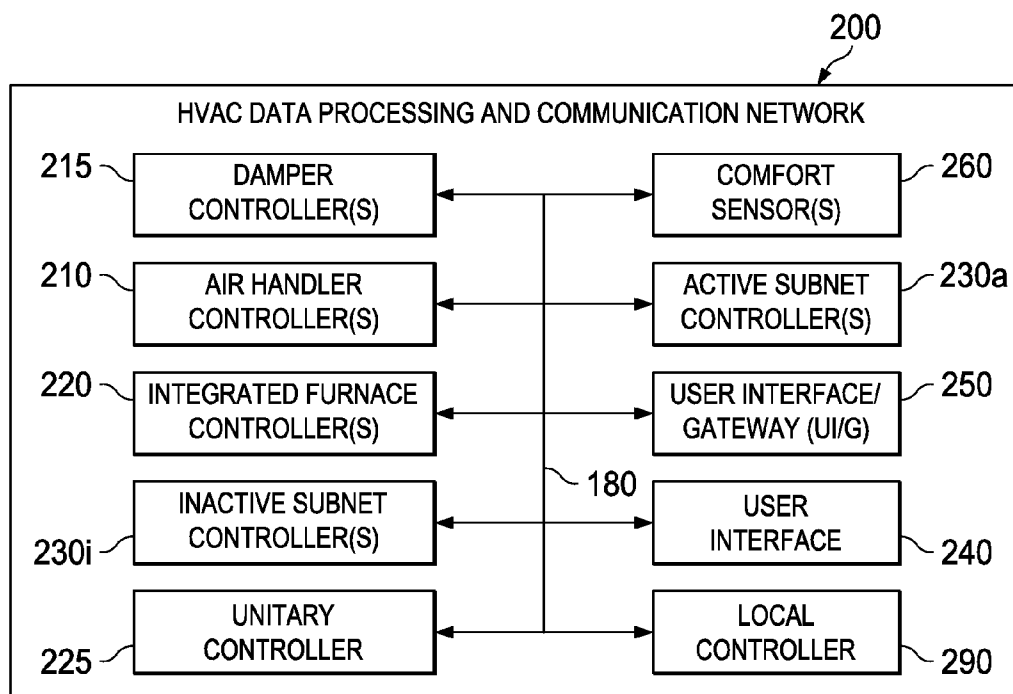 200
HVAC DATA PROCESSING AND COMMUNICATION NETWORK
215
DAMPER
CONTROLLER(S)
COMFORT
SENSOR(S)
260
210
AIR HANDLER
CONTROLLER(S)
ACTIVE SUBNET
CONTROLLER(S)
230a
220
INTEGRATED FURNACE
CONTROLLER(S)
USER INTERFACE/
GATEWAY (UI/G)
250
180
230i
INACTIVE SUBNET
CONTROLLER(S)
USER
INTERFACE
240
225
UNITARY
CONTROLLER
LOCAL
CONTROLLER
290